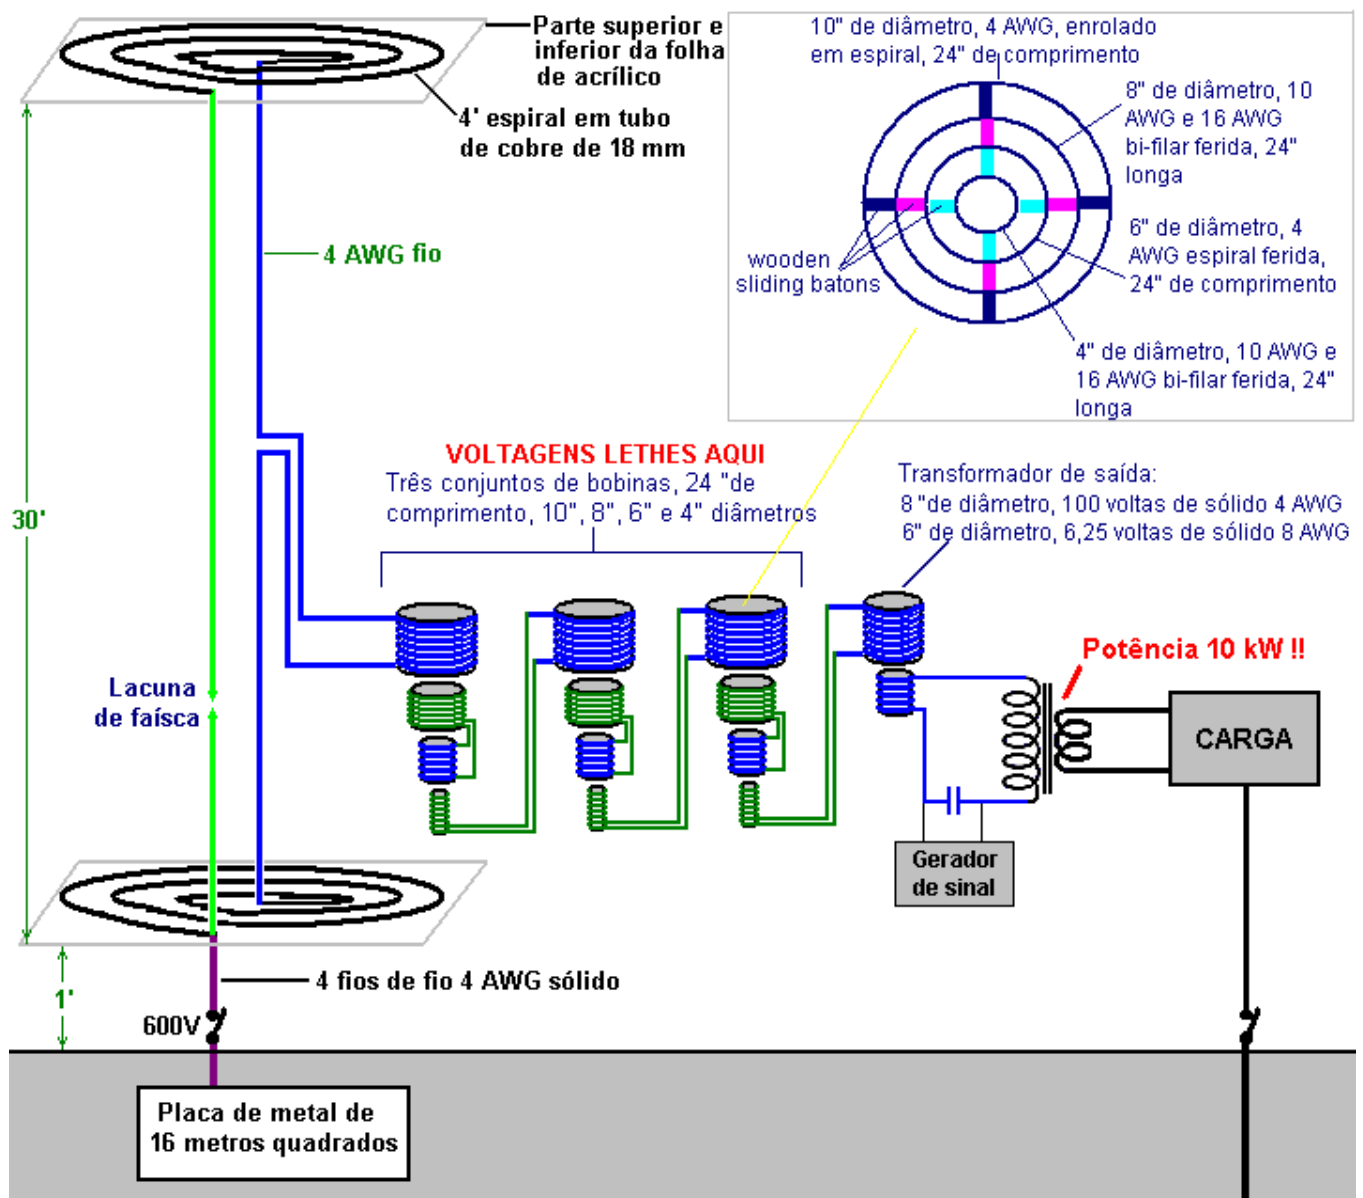 Parte superior e
inferior da folha
de acrílico
4' espiral em tubo
de cobre de 18 mm
10" de diâmetro, 4 AWG, enrolado
em espiral, 24" de comprimento
8" de diâmetro, 10
AWG e 16 AWG
bi-filar ferida, 24"
longa
6" de diâmetro, 4
AWG espiral ferida,
24" de comprimento
wooden
sliding batons
4" de diâmetro, 10 AWG e
16 AWG bi-filar ferida, 24"
longa
4 AWG fio
30'
VOLTAGENS LETHES AQUI
Três conjuntos de bobinas, 24 "de
comprimento, 10", 8", 6" e 4" diâmetros
Transformador de saída:
8 "de diâmetro, 100 voltas de sólido 4 AWG
6" de diâmetro, 6,25 voltas de sólido 8 AWG
Lacuna
de faísca
Potência 10 kW !!
CARGA
Gerador
de sinal
4 fios de fio 4 AWG sólido
1'
600V
Placa de metal de
16 metros quadrados